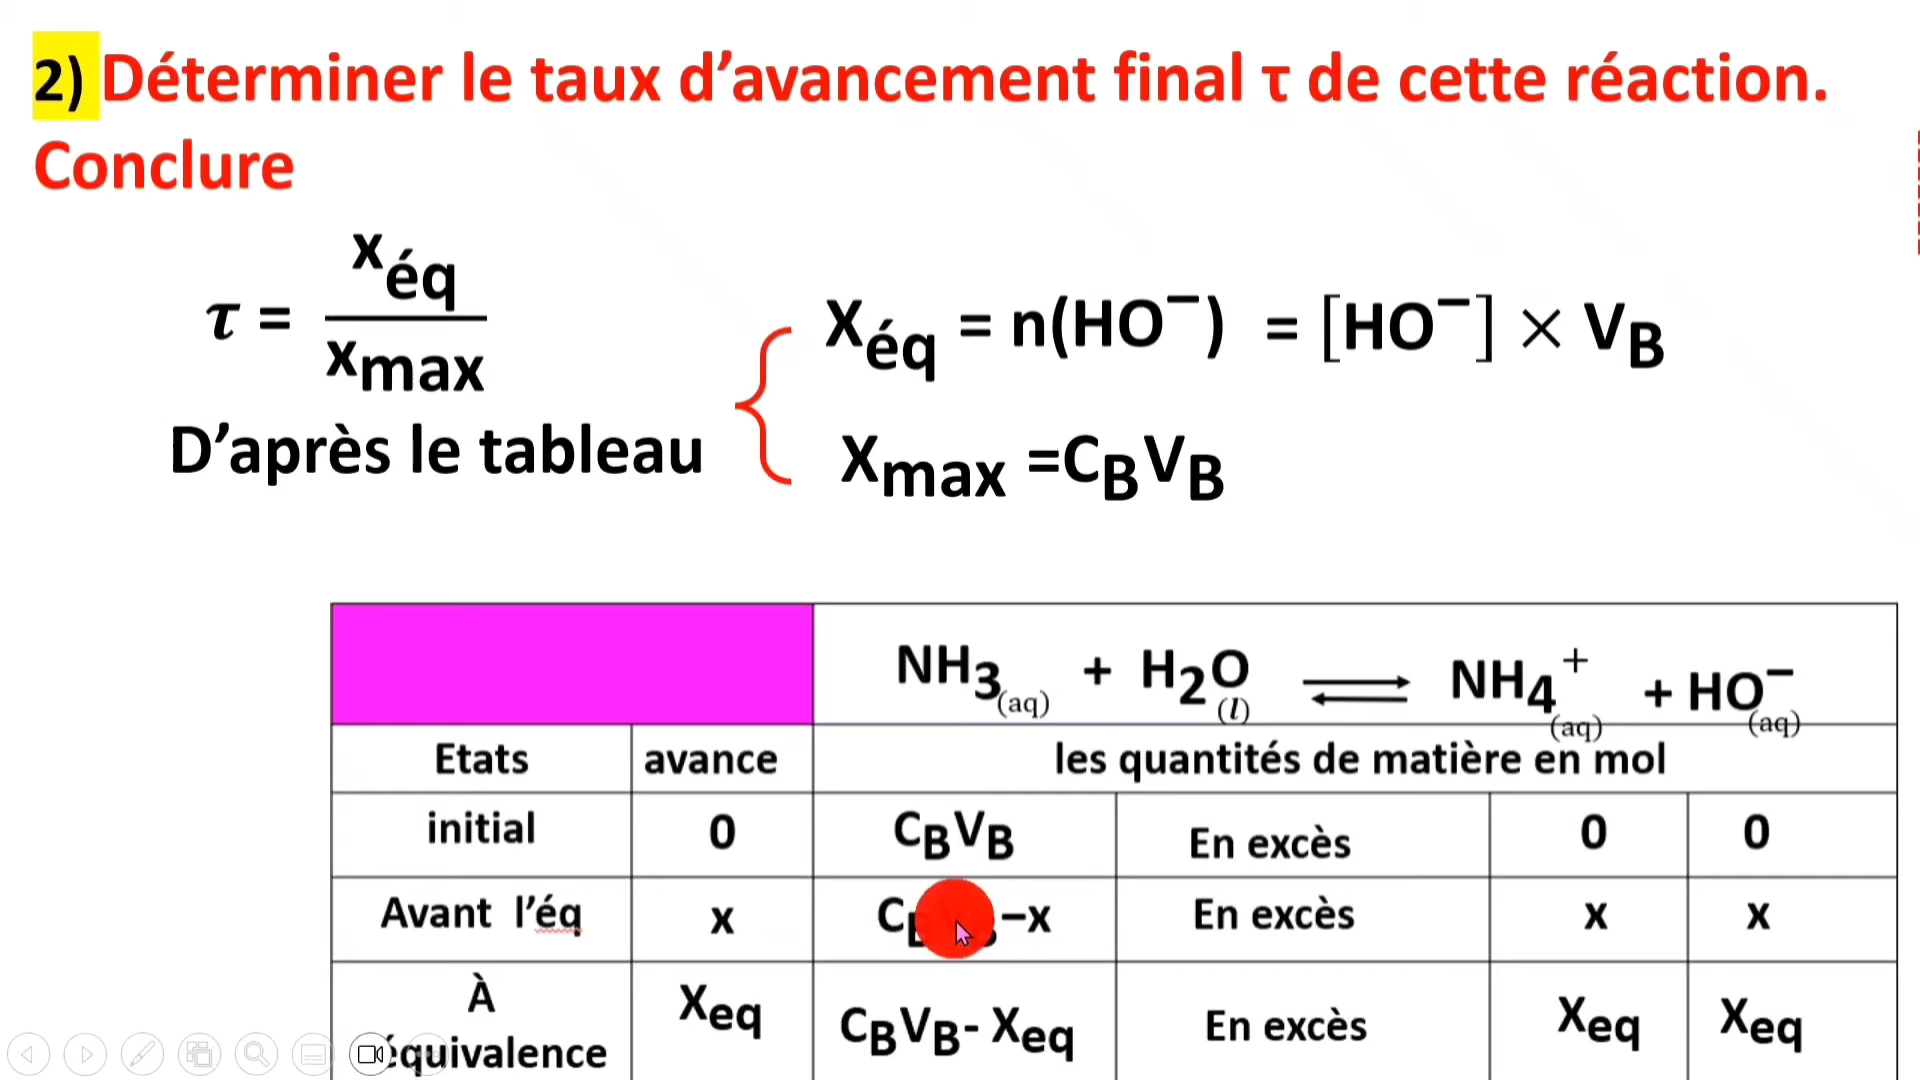 2) Déterminer le taux d’avancement final τ de cette réaction.
Conclure
τ = xéq / xmax
Xéq = n(HO⁻) = [HO⁻] × VB
D’après le tableau
Xmax =CBVB
NH3(aq) + H2O(l) ⇌ NH4⁺(aq) + HO⁻(aq)
Etats avance les quantités de matière en mol
initial 0 CBVB En excès 0 0
Avant l’éq x –x En excès x x
À équivalence Xeq CBVB- Xeq En excès Xeq Xeq